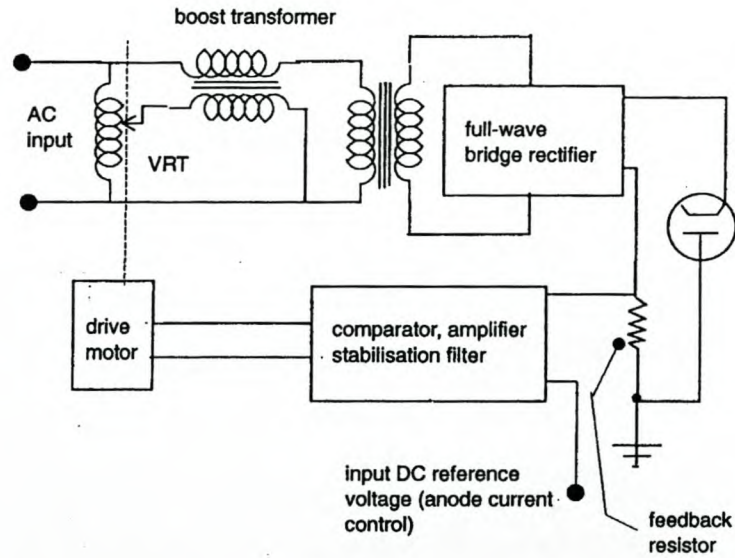 boost transformer
AC
input
VRT
full-wave
bridge rectifier
drive
motor
comparator, amplifier
stabilisation filter
input DC reference
voltage (anode current
control)
feedback
resistor